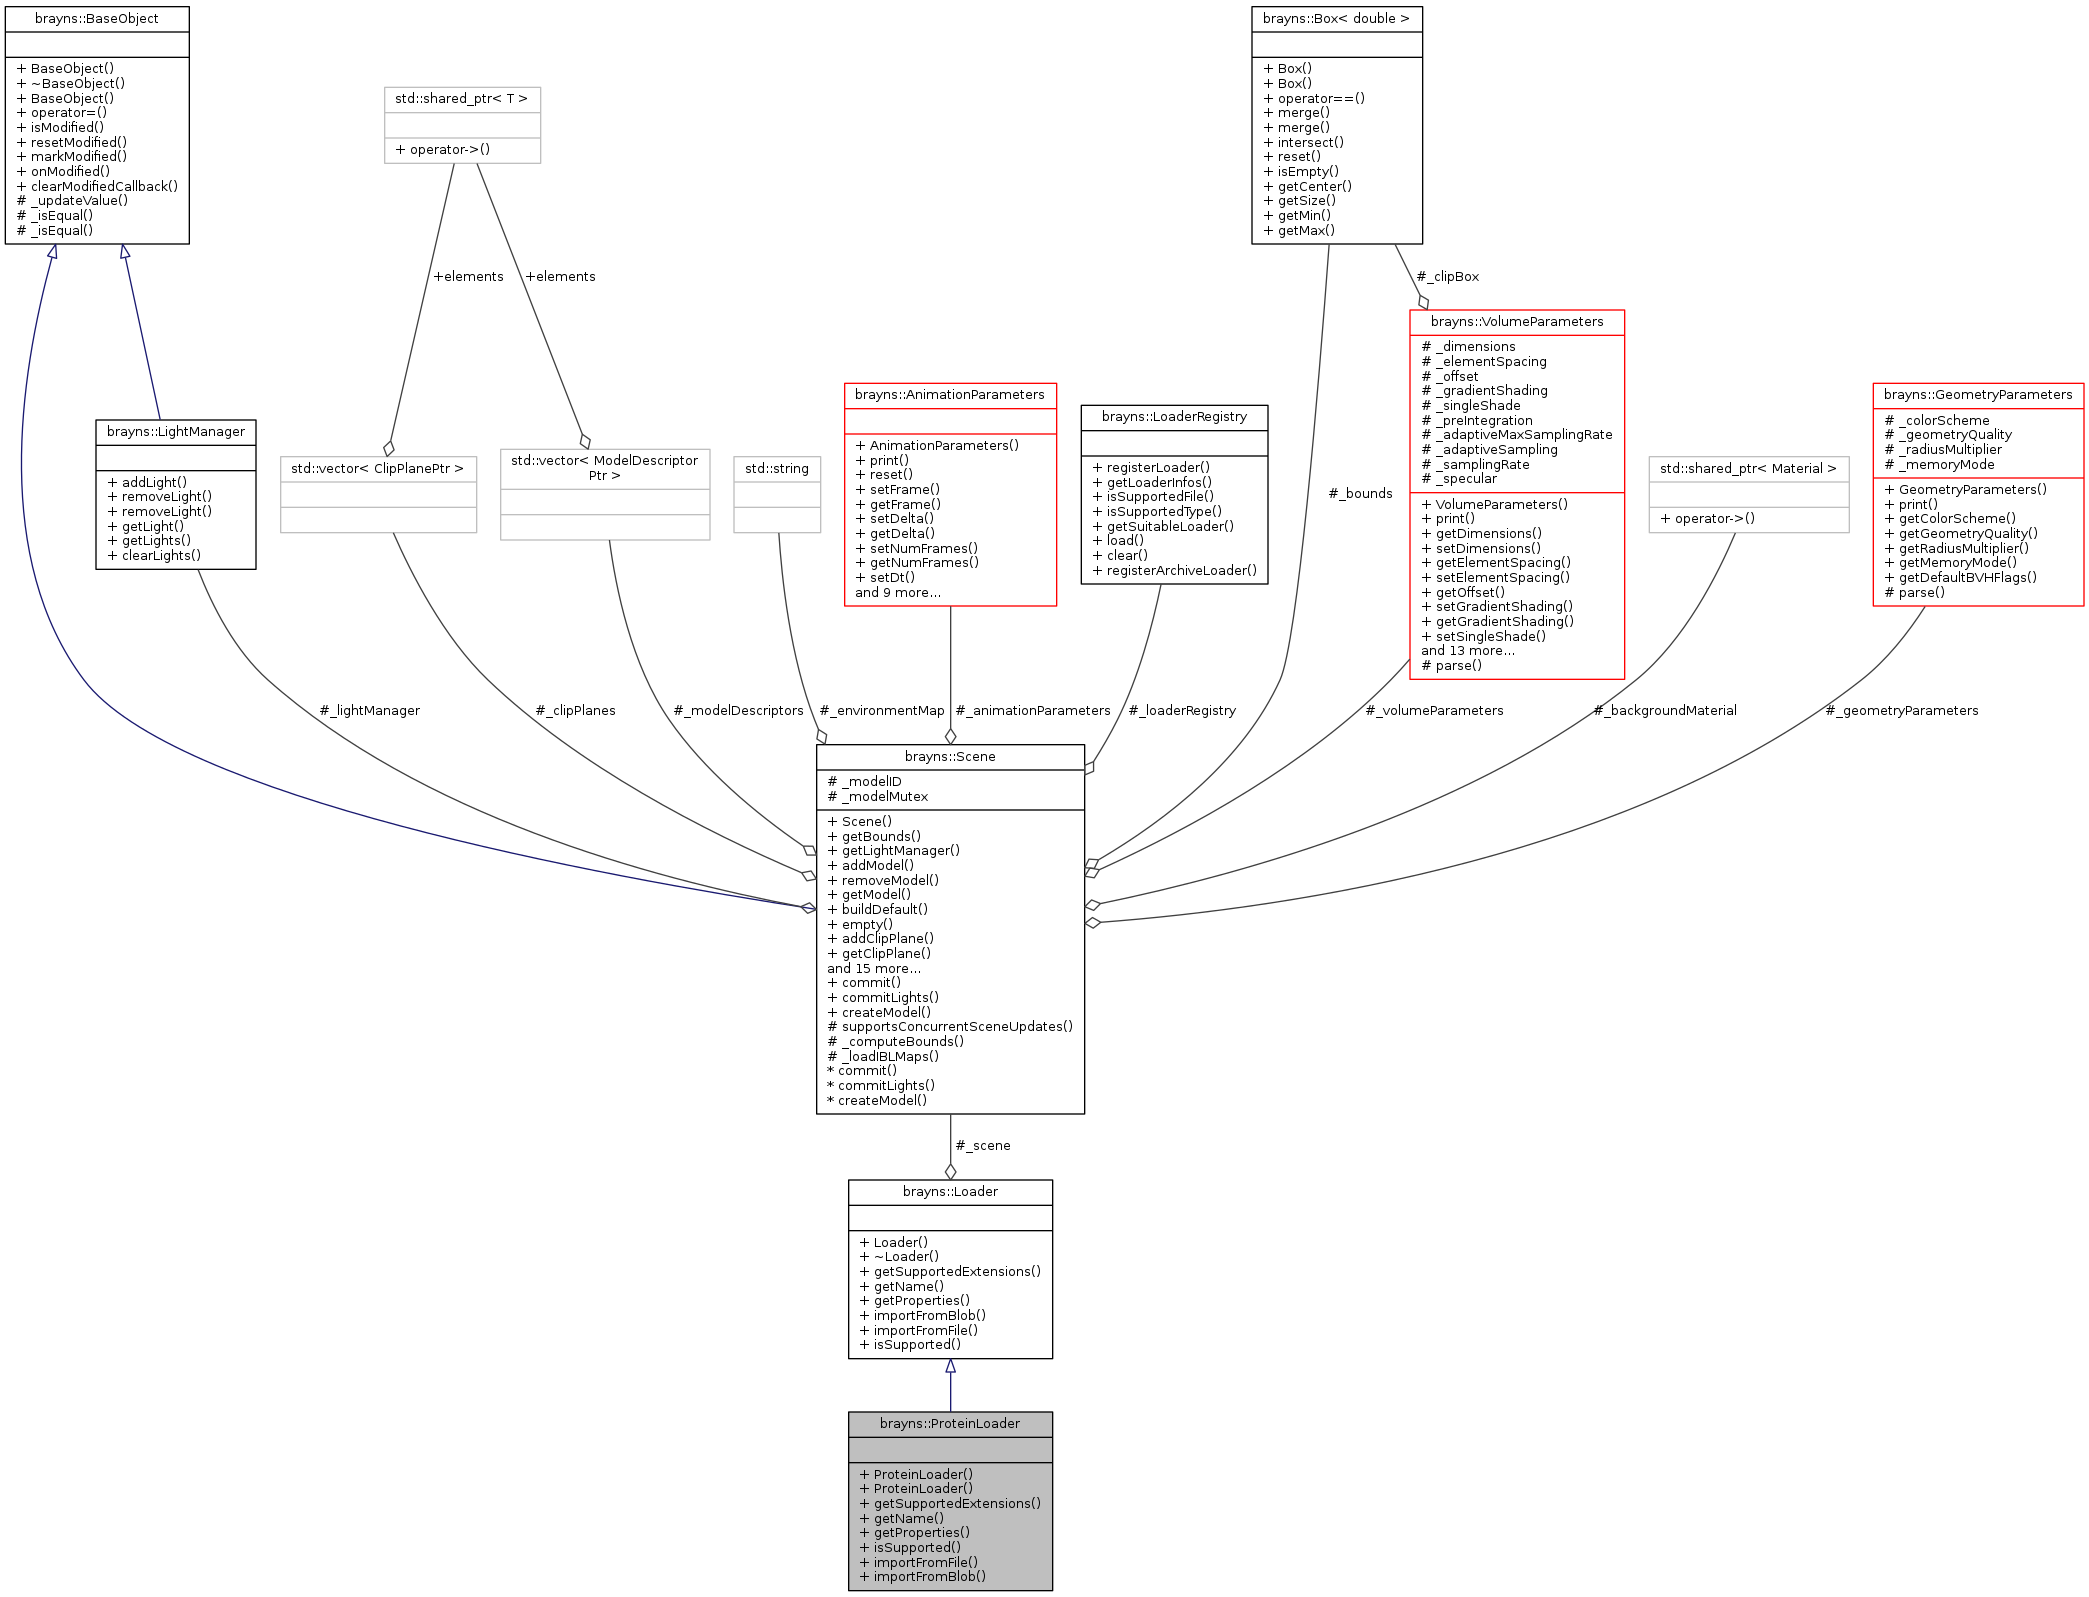 brayns::BaseObject
+ BaseObject()
+ ~BaseObject()
+ BaseObject()
+ operator=()
+ isModified()
+ resetModified()
+ markModified()
+ onModified()
+ clearModifiedCallback()
# _updateValue()
# _isEqual()
# _isEqual()
std::shared_ptr< T >
+ operator->()
brayns::Box< double >
+ Box()
+ Box()
+ operator==()
+ merge()
+ merge()
+ intersect()
+ reset()
+ isEmpty()
+ getCenter()
+ getSize()
+ getMin()
+ getMax()
+elements
+elements
#_clipBox
brayns::LightManager
+ addLight()
+ removeLight()
+ removeLight()
+ getLight()
+ getLights()
+ clearLights()
std::vector< ClipPlanePtr >
std::vector< ModelDescriptor
Ptr >
std::string
brayns::AnimationParameters
+ AnimationParameters()
+ print()
+ reset()
+ setFrame()
+ getFrame()
+ setDelta()
+ getDelta()
+ setNumFrames()
+ getNumFrames()
+ setDt()
and 9 more...
brayns::LoaderRegistry
+ registerLoader()
+ getLoaderInfos()
+ isSupportedFile()
+ isSupportedType()
+ getSuitableLoader()
+ load()
+ clear()
+ registerArchiveLoader()
#_bounds
brayns::VolumeParameters
# _dimensions
# _elementSpacing
# _offset
# _gradientShading
# _singleShade
# _preIntegration
# _adaptiveMaxSamplingRate
# _adaptiveSampling
# _samplingRate
# _specular
+ VolumeParameters()
+ print()
+ getDimensions()
+ setDimensions()
+ getElementSpacing()
+ setElementSpacing()
+ getOffset()
+ setGradientShading()
+ getGradientShading()
+ setSingleShade()
and 13 more...
# parse()
std::shared_ptr< Material >
+ operator->()
brayns::GeometryParameters
# _colorScheme
# _geometryQuality
# _radiusMultiplier
# _memoryMode
+ GeometryParameters()
+ print()
+ getColorScheme()
+ getGeometryQuality()
+ getRadiusMultiplier()
+ getMemoryMode()
+ getDefaultBVHFlags()
# parse()
#_lightManager
#_clipPlanes
#_modelDescriptors
#_environmentMap
#_animationParameters
#_loaderRegistry
#_volumeParameters
#_backgroundMaterial
#_geometryParameters
brayns::Scene
# _modelID
# _modelMutex
+ Scene()
+ getBounds()
+ getLightManager()
+ addModel()
+ removeModel()
+ getModel()
+ buildDefault()
+ empty()
+ addClipPlane()
+ getClipPlane()
and 15 more...
+ commit()
+ commitLights()
+ createModel()
# supportsConcurrentSceneUpdates()
# _computeBounds()
# _loadIBLMaps()
* commit()
* commitLights()
* createModel()
#_scene
brayns::Loader
+ Loader()
+ ~Loader()
+ getSupportedExtensions()
+ getName()
+ getProperties()
+ importFromBlob()
+ importFromFile()
+ isSupported()
brayns::ProteinLoader
+ ProteinLoader()
+ ProteinLoader()
+ getSupportedExtensions()
+ getName()
+ getProperties()
+ isSupported()
+ importFromFile()
+ importFromBlob()